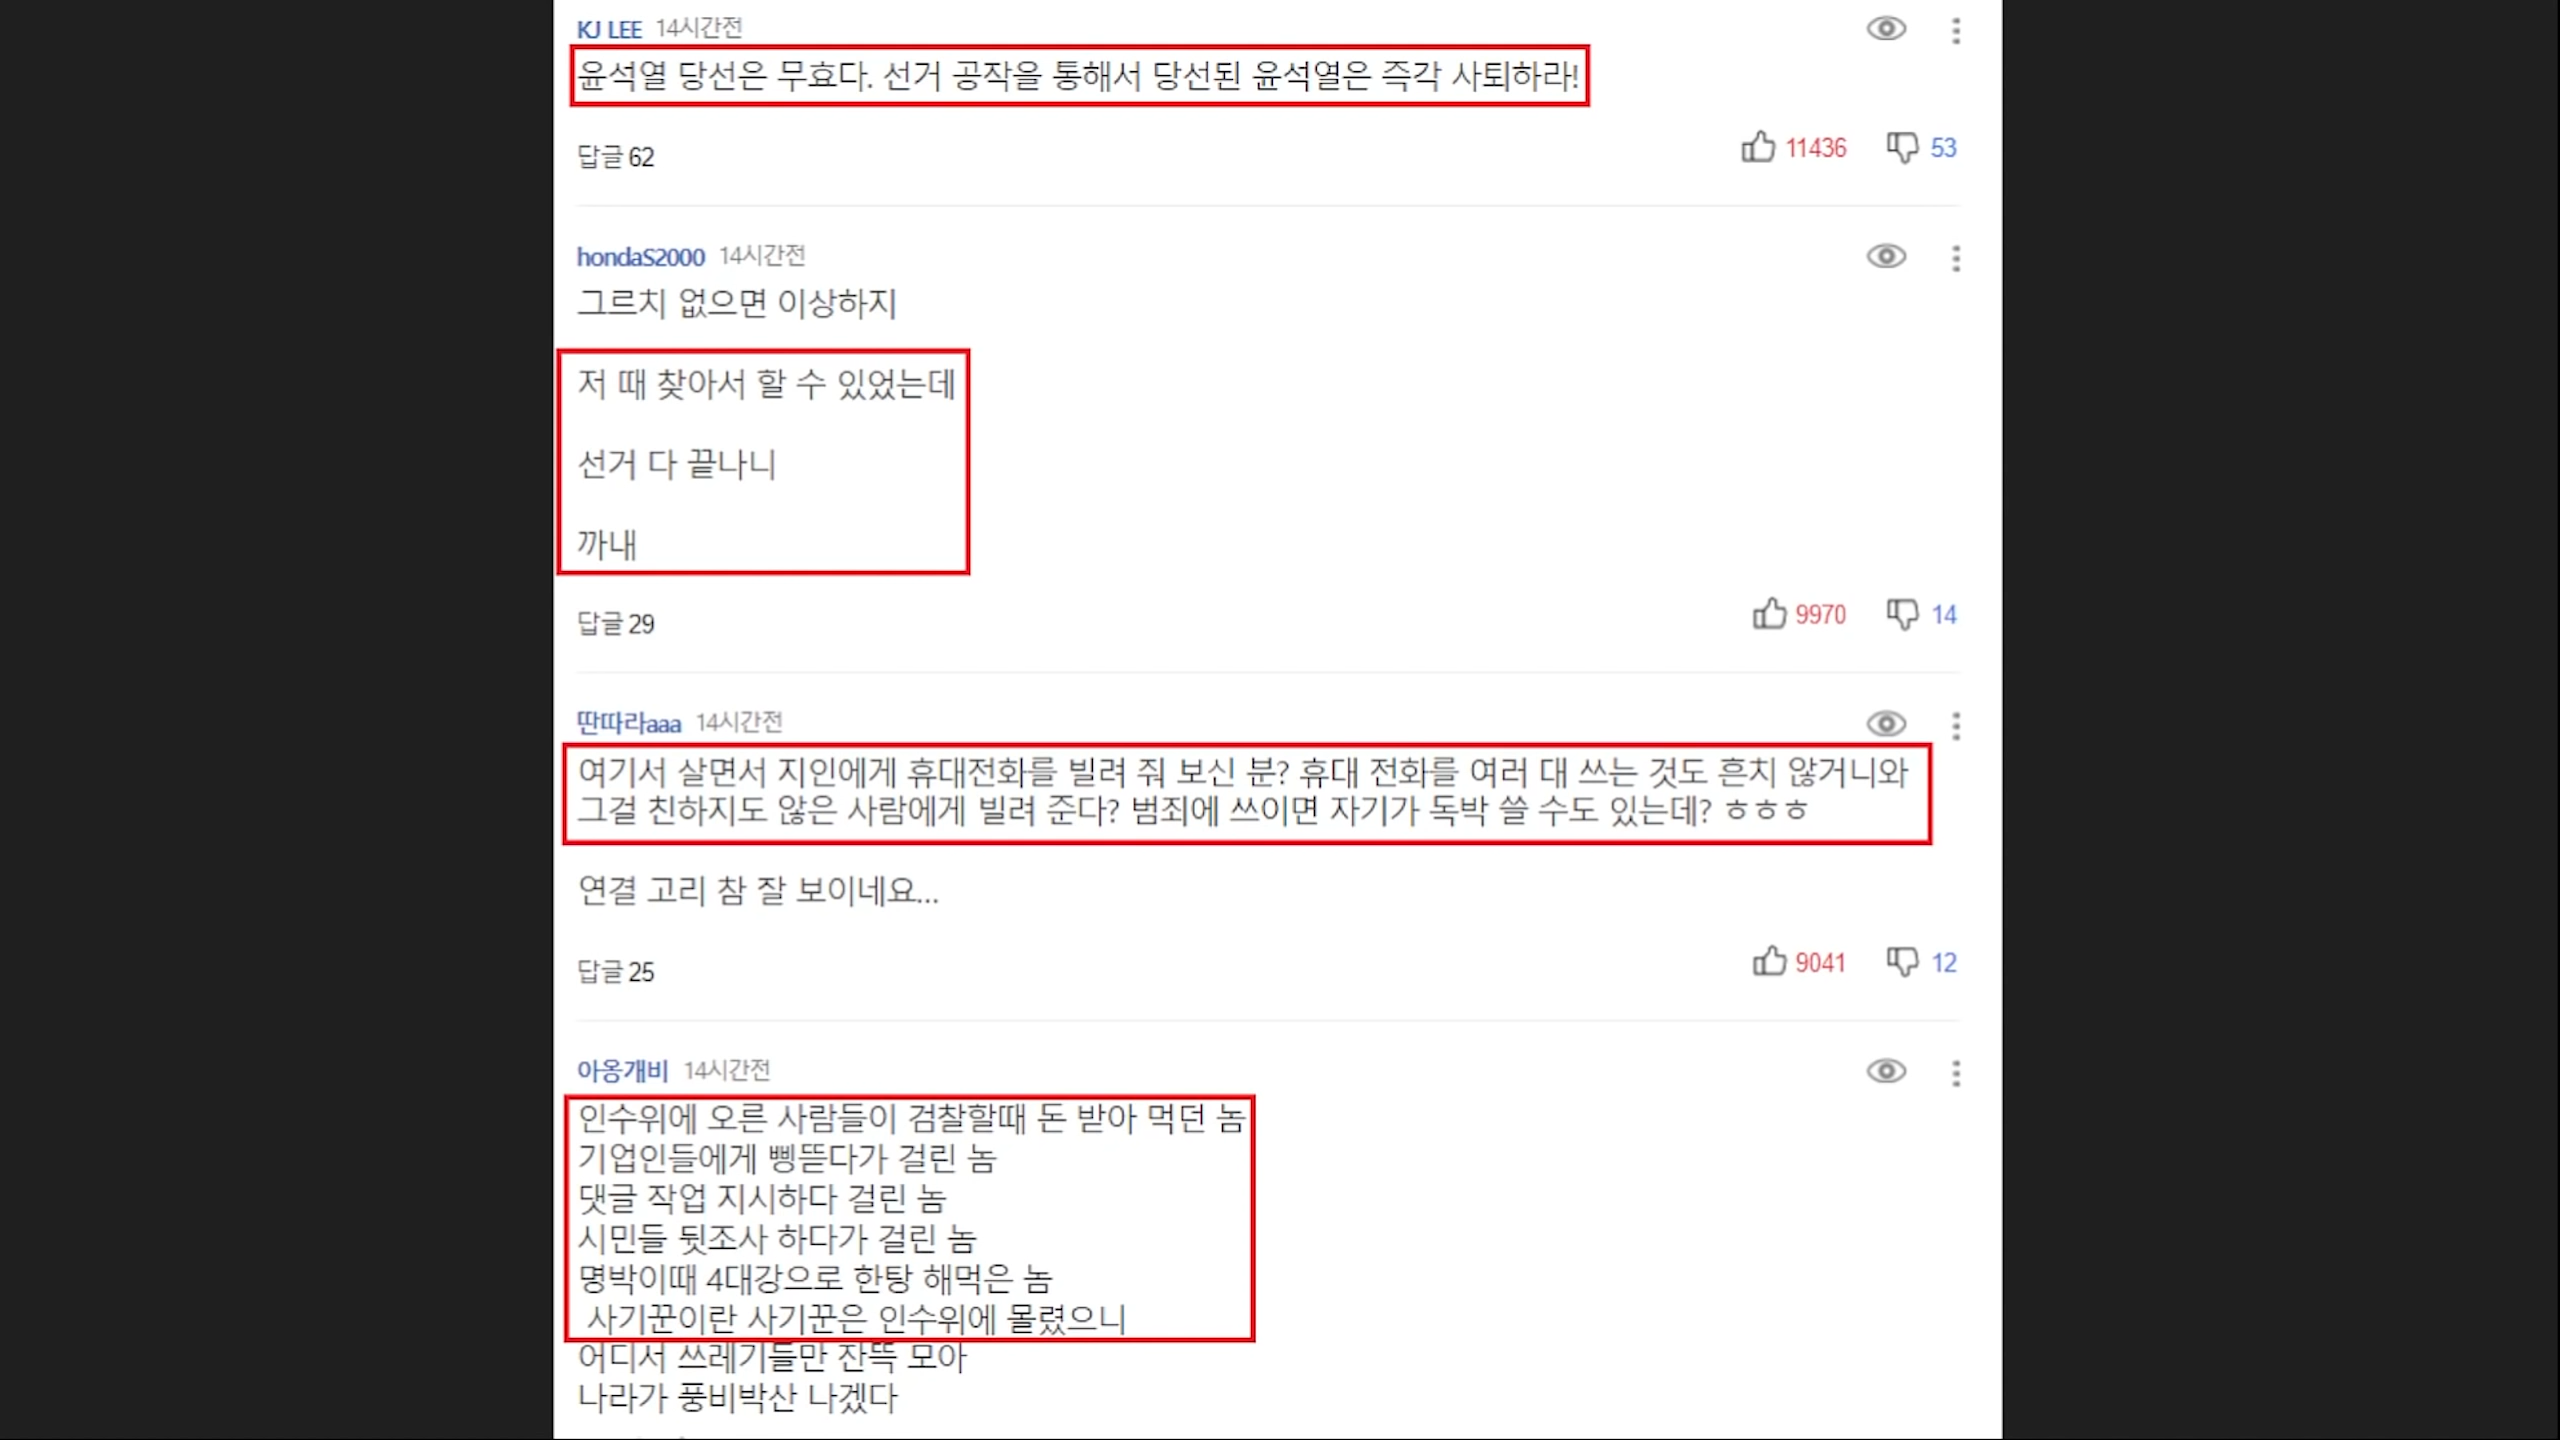 KJ LEE 14시간전
윤석열 당선은 무효다. 선거 공작을 통해서 당선된 윤석열은 즉각 사퇴하라!
답글 62 11436 53
hondaS2000 14시간전
그르치 없으면 이상하지
저 때 찾아서 할 수 있었는데
선거 다 끝나니
까내
답글 29 9970 14
딴따라aaa 14시간전
여기서 살면서 지인에게 휴대전화를 빌려 줘 보신 분? 휴대 전화를 여러 대 쓰는 것도 흔치 않거니와
그걸 친하지도 않은 사람에게 빌려 준다? 범죄에 쓰이면 자기가 독박 쓸 수도 있는데? ㅎㅎㅎ
연결 고리 참 잘 보이네요...
답글 25 9041 12
아옹개비 14시간전
인수위에 오른 사람들이 검찰할때 돈 받아 먹던 놈
기업인들에게 삥뜯다가 걸린 놈
댓글 작업 지시하다 걸린 놈
시민들 뒷조사 하다가 걸린 놈
명박이때 4대강으로 한탕 해먹은 놈
사기꾼이란 사기꾼은 인수위에 몰렸으니
어디서 쓰레기들만 잔뜩 모아
나라가 풍비박산 나겠다